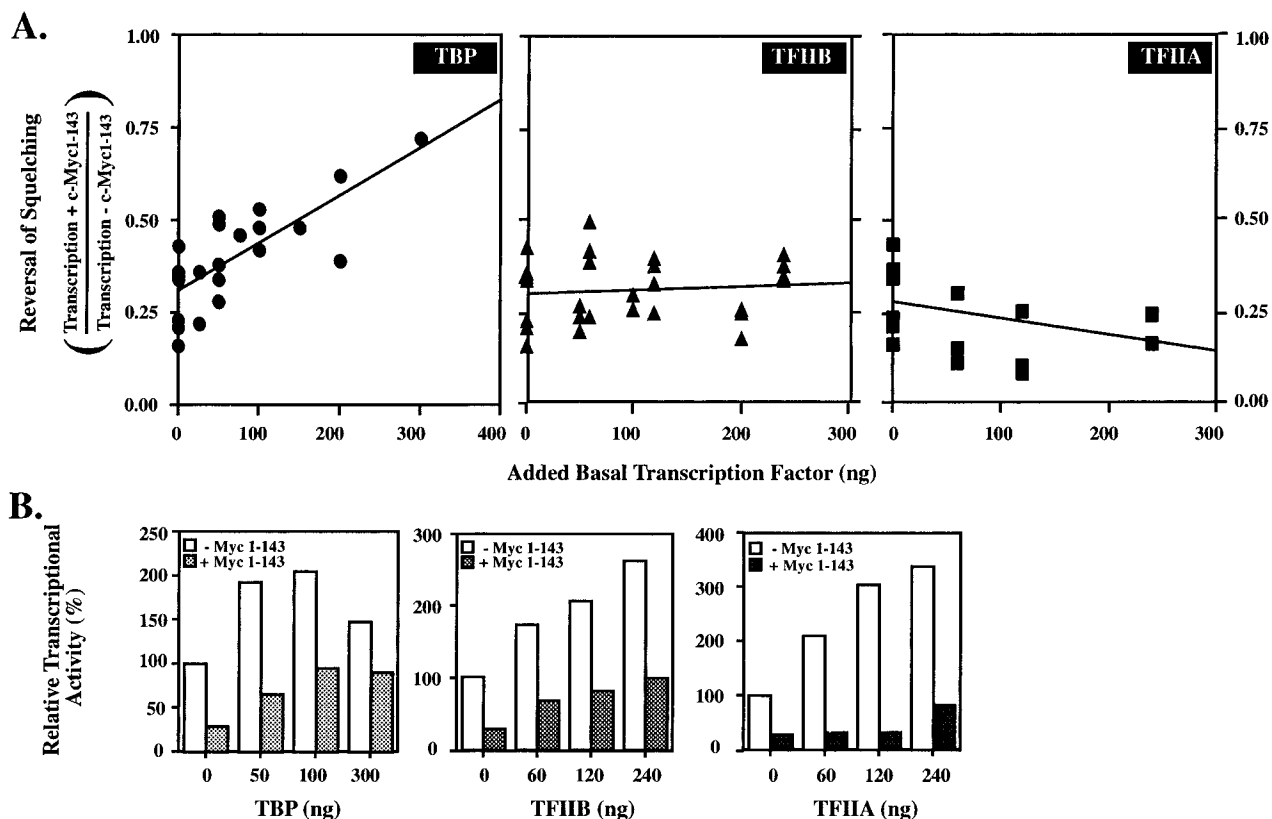 A.
1.00
0.75
0.50
0.25
0.00
Reversal of Squelching
(Transcription + c-Myc1-143
Transcription - c-Myc1-143)
TBP
TFIIB
TFIIA
1.00
0.75
0.50
0.25
0.00
0 100 200 300 400
0 100 200 300
0 100 200 300
Added Basal Transcription Factor (ng)
B.
Relative Transcriptional
Activity (%)
250
200
150
100
50
0
- Myc 1-143
+ Myc 1-143
0 50 100 300
TBP (ng)
300
200
100
0
- Myc 1-143
+ Myc 1-143
0 60 120 240
TFIIB (ng)
400
300
200
100
0
- Myc 1-143
+ Myc 1-143
0 60 120 240
TFIIA (ng)